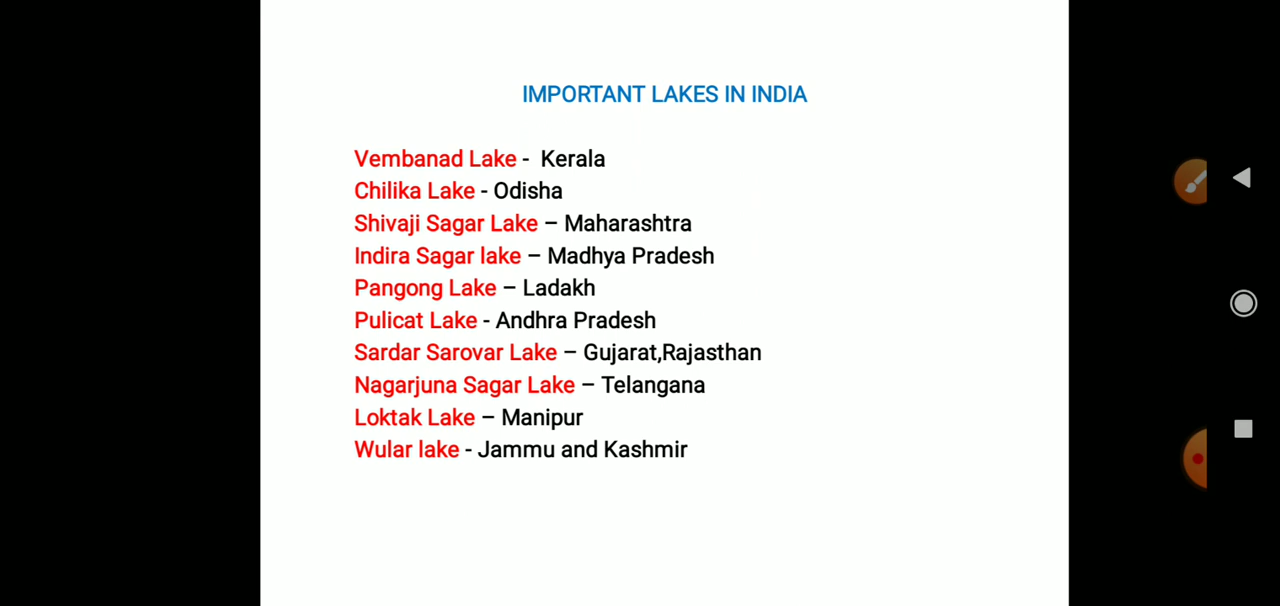 IMPORTANT LAKES IN INDIA
Vembanad Lake -  Kerala
Chilika Lake - Odisha
Shivaji Sagar Lake – Maharashtra
Indira Sagar lake – Madhya Pradesh
Pangong Lake – Ladakh
Pulicat Lake - Andhra Pradesh
Sardar Sarovar Lake – Gujarat,Rajasthan
Nagarjuna Sagar Lake – Telangana
Loktak Lake – Manipur
Wular lake - Jammu and Kashmir